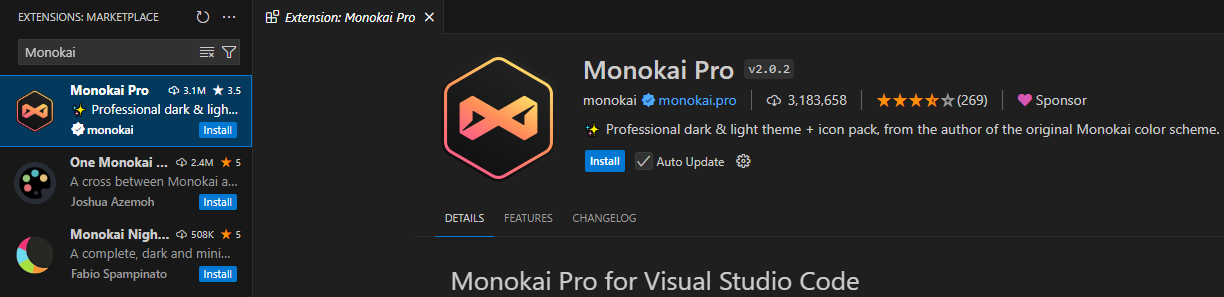 EXTENSIONS: MARKETPLACE
Monokai
Monokai Pro 3.1M 3.5
Professional dark & light...
monokai Install
One Monokai ... 2.4M 5
A cross between Monokai a...
Joshua Azemoh Install
Monokai Nigh... 508K 5
A complete, dark and mini...
Fabio Spampinato Install
Extension: Monokai Pro
Monokai Pro v2.0.2
monokai monokai.pro 3,183,658 (269) Sponsor
Professional dark & light theme + icon pack, from the author of the original Monokai color scheme.
Install Auto Update
DETAILS FEATURES CHANGELOG
Monokai Pro for Visual Studio Code